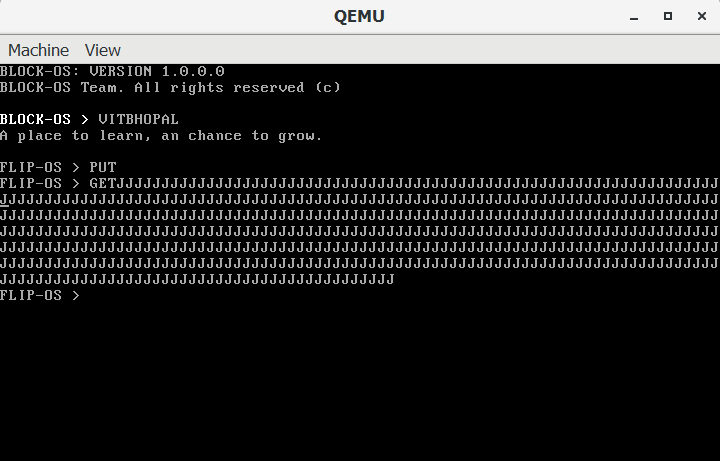 BLOCK-OS: VERSION 1.0.0.0
BLOCK-OS Team. All rights reserved (c)
BLOCK-OS > VITBHOPAL
A place to learn, an chance to grow.
FLIP-OS > PUT
FLIP-OS > GETJJJJJJJJJJJJJJJJJJJJJJJJJJJJJJJJJJJJJJJJJJJJJJJJJJJJJJJJJJJJJJJJJJJ
JJJJJJJJJJJJJJJJJJJJJJJJJJJJJJJJJJJJJJJJJJJJJJJJJJJJJJJJJJJJJJJJJJJJJJJJJJJJJJJJ
JJJJJJJJJJJJJJJJJJJJJJJJJJJJJJJJJJJJJJJJJJJJJJJJJJJJJJJJJJJJJJJJJJJJJJJJJJJJJJJJ
JJJJJJJJJJJJJJJJJJJJJJJJJJJJJJJJJJJJJJJJJJJJJJJJJJJJJJJJJJJJJJJJJJJJJJJJJJJJJJJJ
JJJJJJJJJJJJJJJJJJJJJJJJJJJJJJJJJJJJJJJJJJJJJJJJJJJJJJJJJJJJJJJJJJJJJJJJJJJJJJJJ
JJJJJJJJJJJJJJJJJJJJJJJJJJJJJJJJJJJJJJJJJJJJJJJJJJJJJJJJJJJJJJJJJJJJJJJJJJJJJJJJ
JJJJJJJJJJJJJJJJJJJJJJJJJJJJJJJJJJJJJJJJJJJJ
FLIP-OS >
QEMU
Machine View